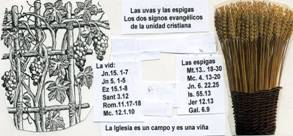 Las uvas y las espigas
Los dos signos evangélicos
de la unidad cristiana
La vid:
Jn.15. 1-7
Jn 5. 1-5
Ez 15.1-8
Sant 3.12
Rom.11.17-18
Mc. 12.1.10
Las espigas:
Mt.13.. 18-30
Mc. 4. 13-20
Jn. 6. 22.25
Is. 55.13
Jer 12.13
Gal. 6.9
La Iglesia es un campo y es una viña